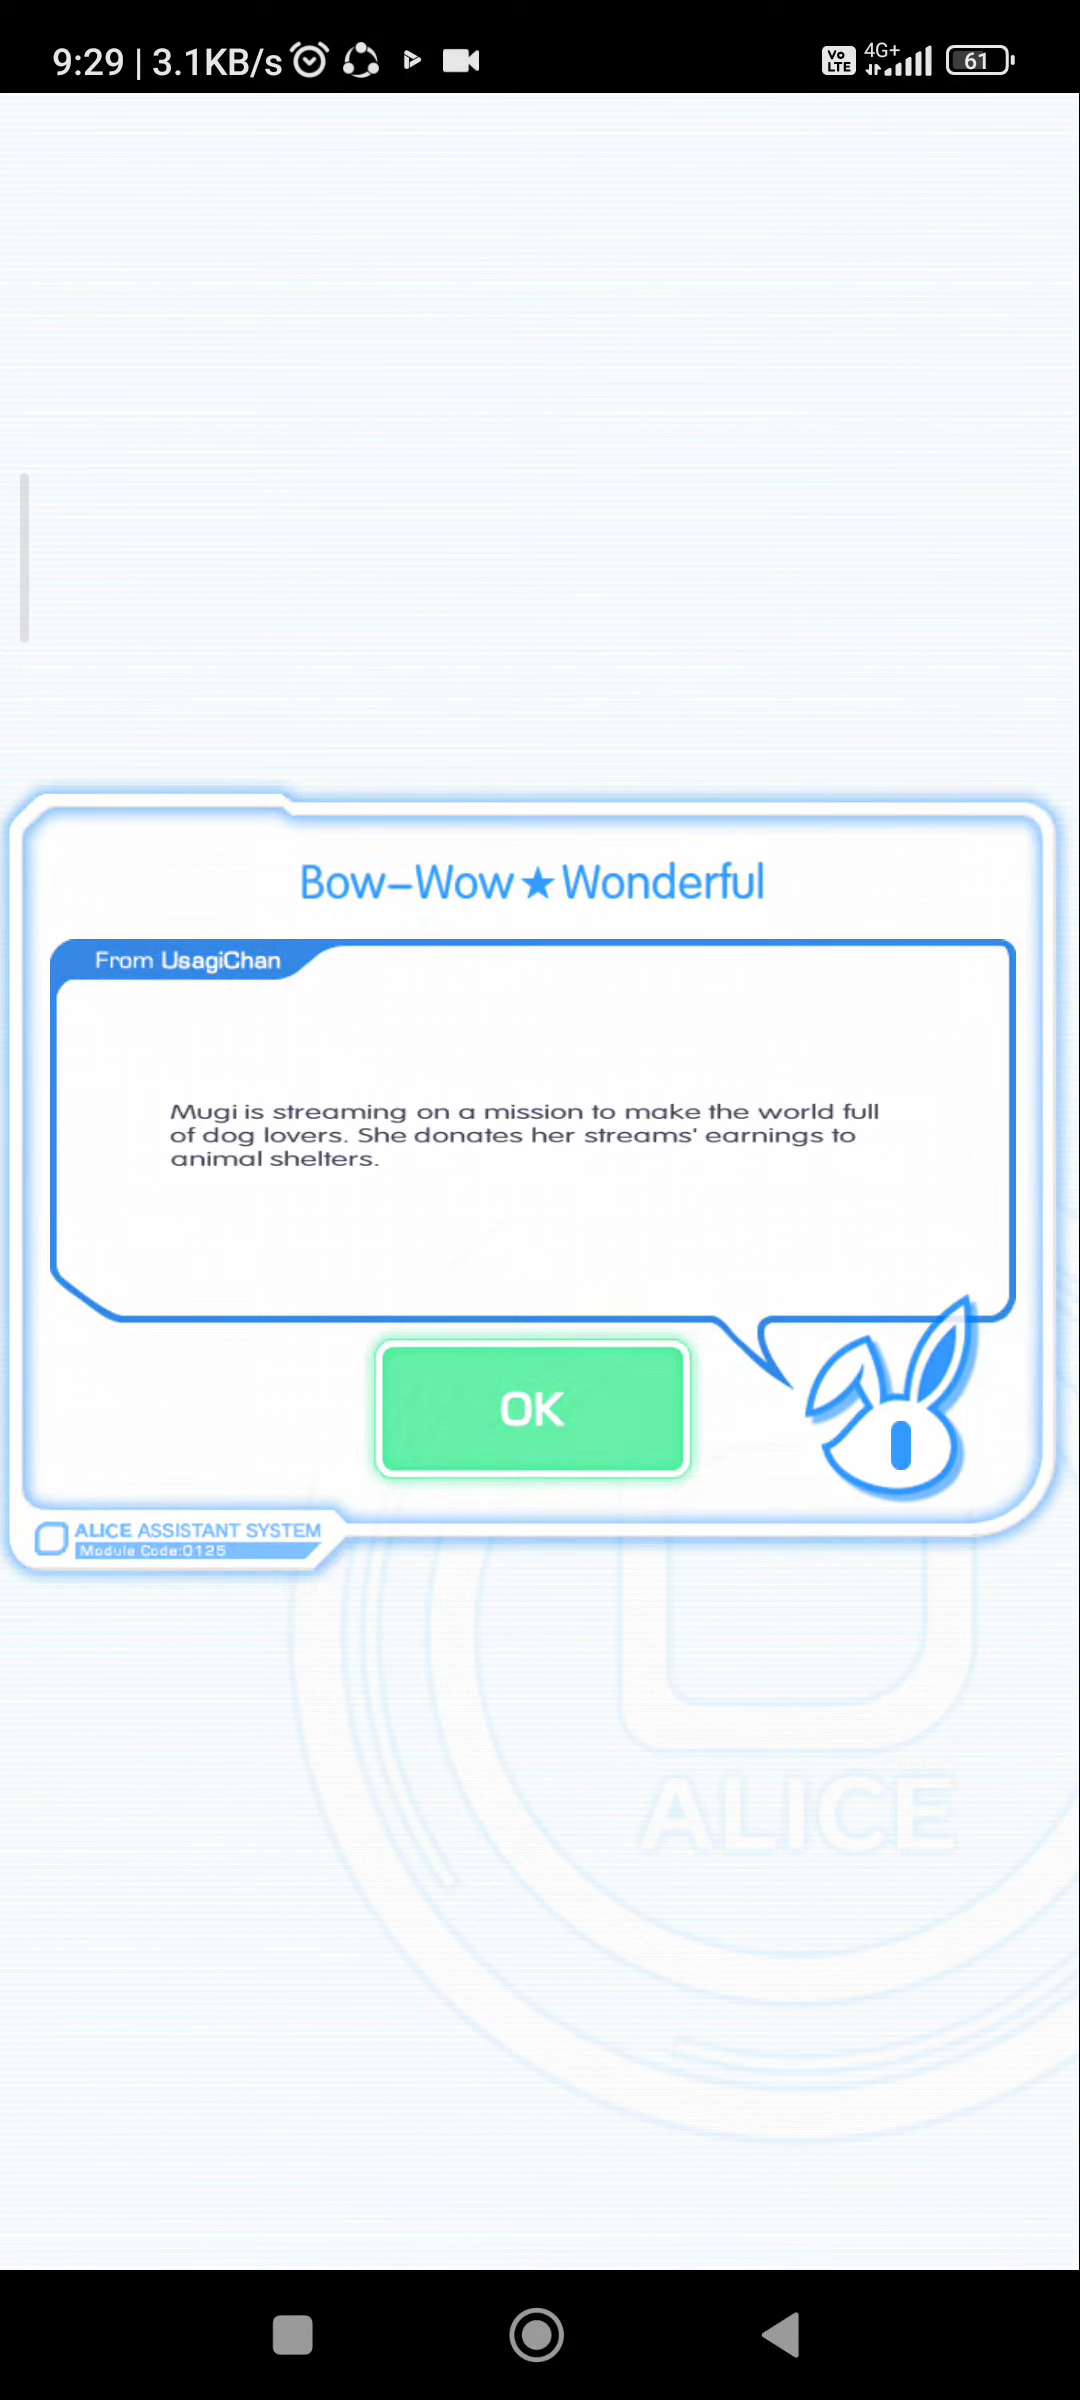 9:29 | 3.1KB/s
Vo LTE 4G+ 61
Bow-Wow★Wonderful
From UsagiChan
Mugi is streaming on a mission to make the world full
of dog lovers. She donates her streams' earnings to
animal shelters.
OK
ALICE ASSISTANT SYSTEM
Module Code:0125
ALICE